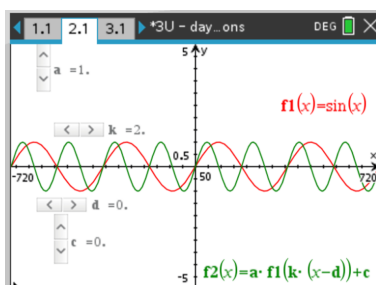 1.1 2.1 3.1 *3U - day...ons DEG
5 y
a =1.
f1(x)=sin(x)
k =2.
0.5 x
-720 50 720
d =0.
c =0.
-5 f2(x)=a·f1(k·(x-d))+c